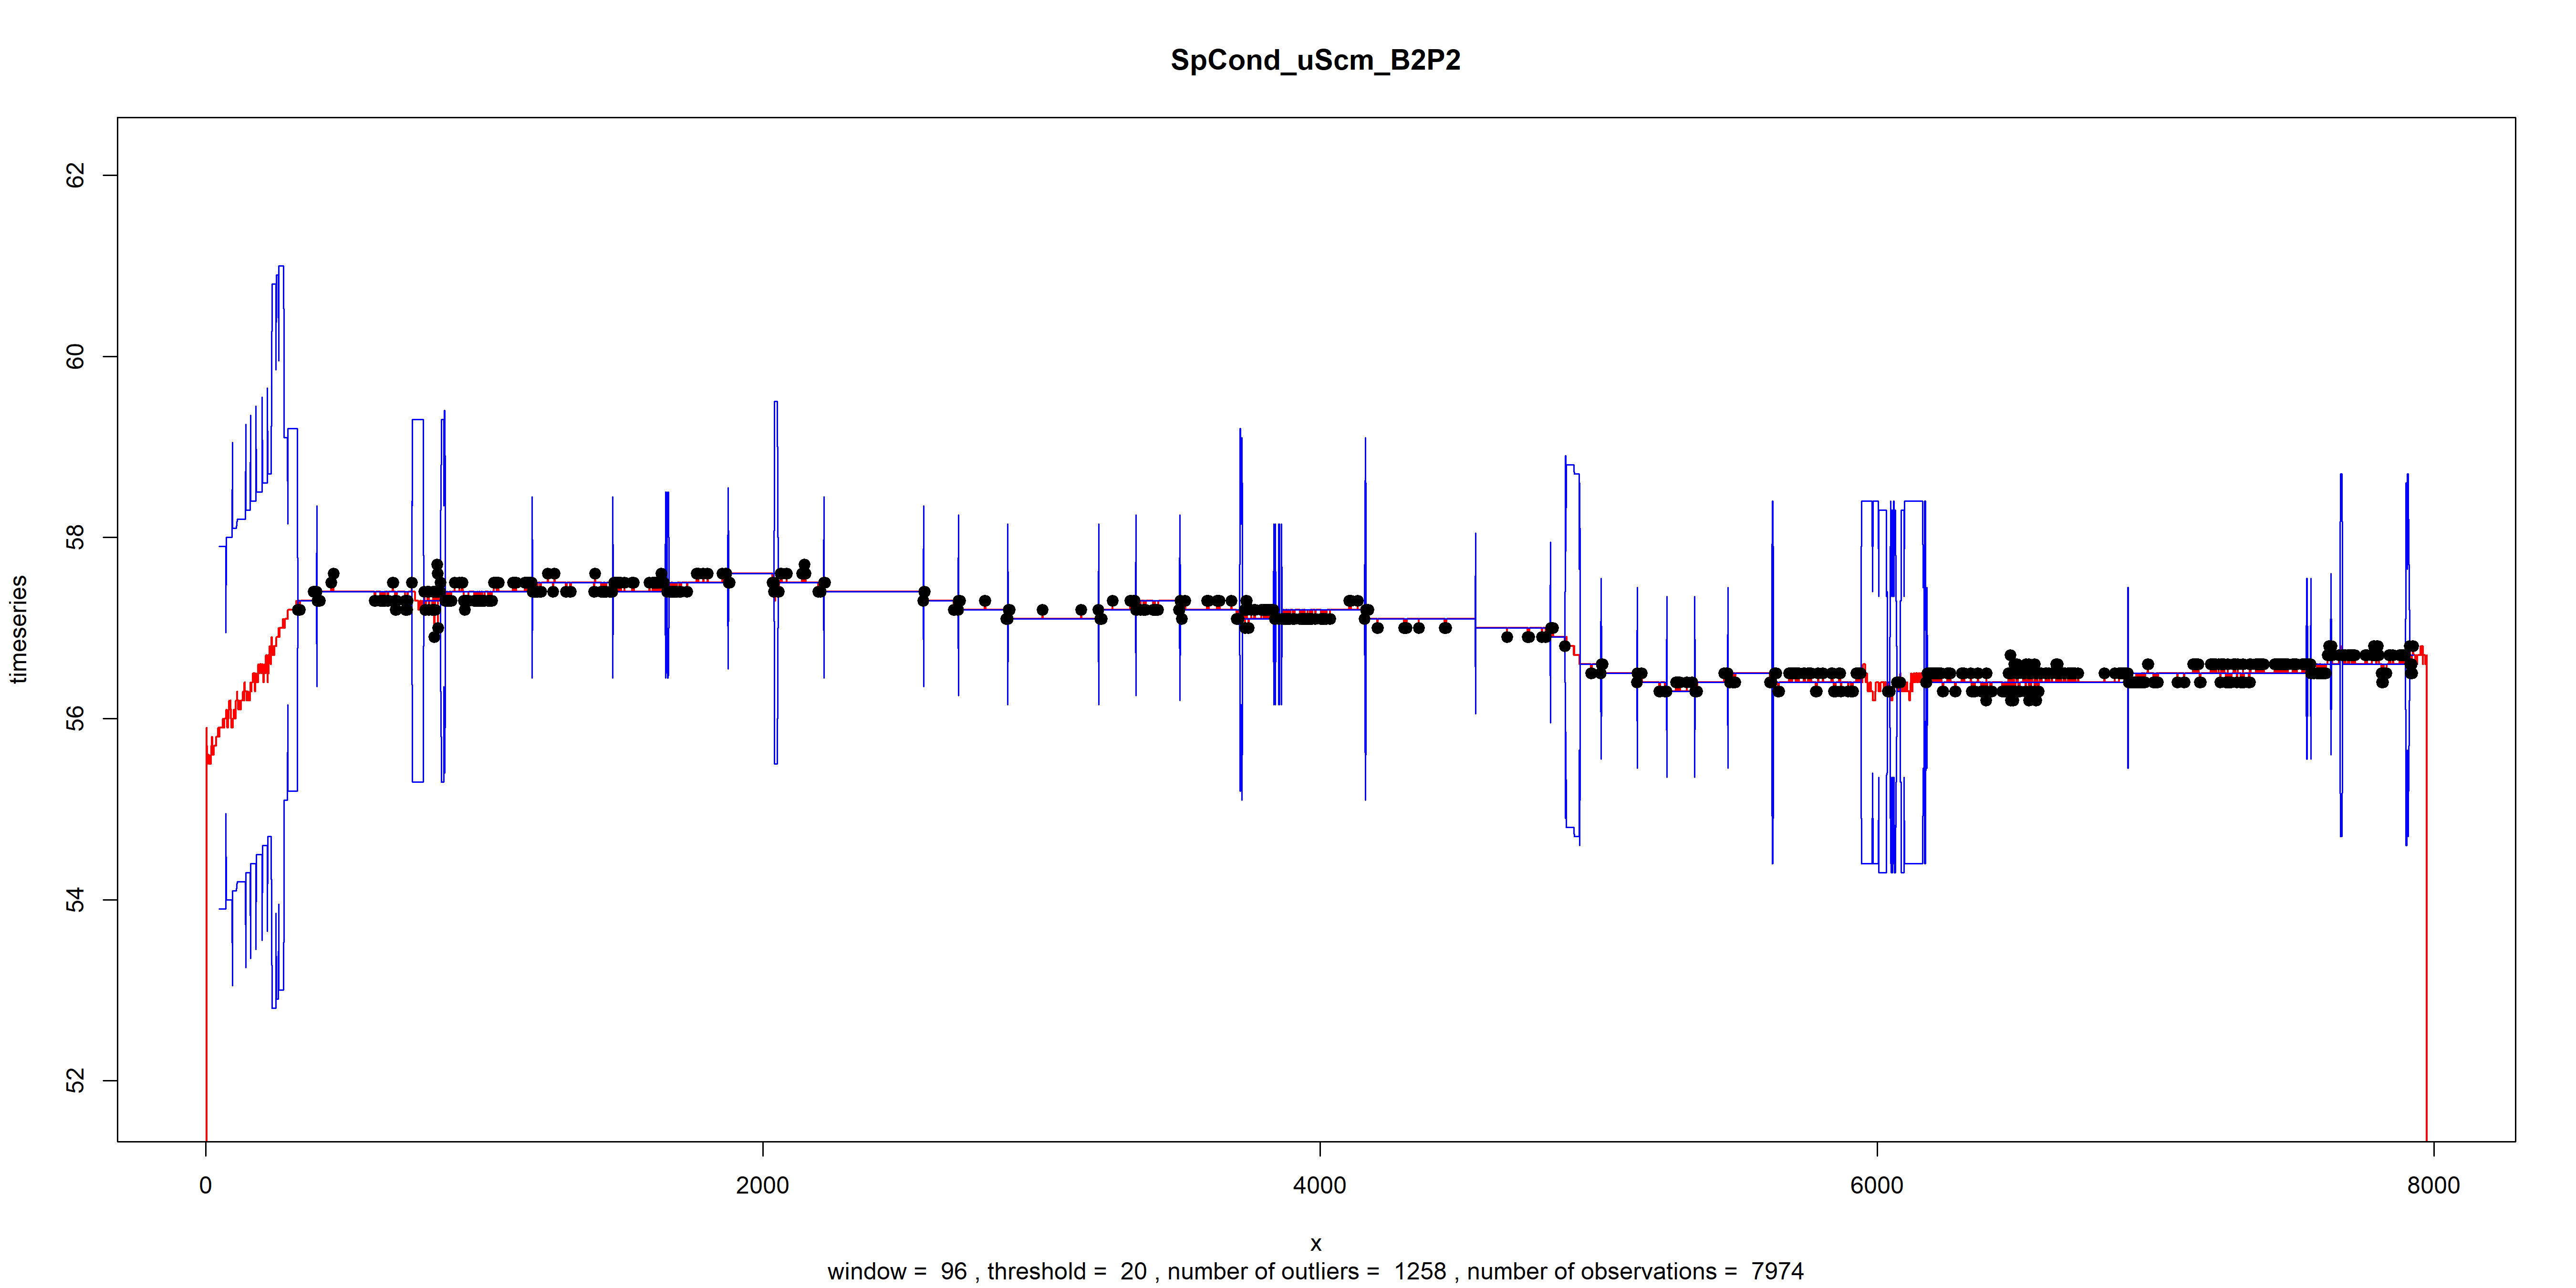 SpCond_uScm_B2P2
timeseries
62
60
58
56
54
52
0 2000 4000 6000 8000
x
window =  96 , threshold =  20 , number of outliers =  1258 , number of observations =  7974